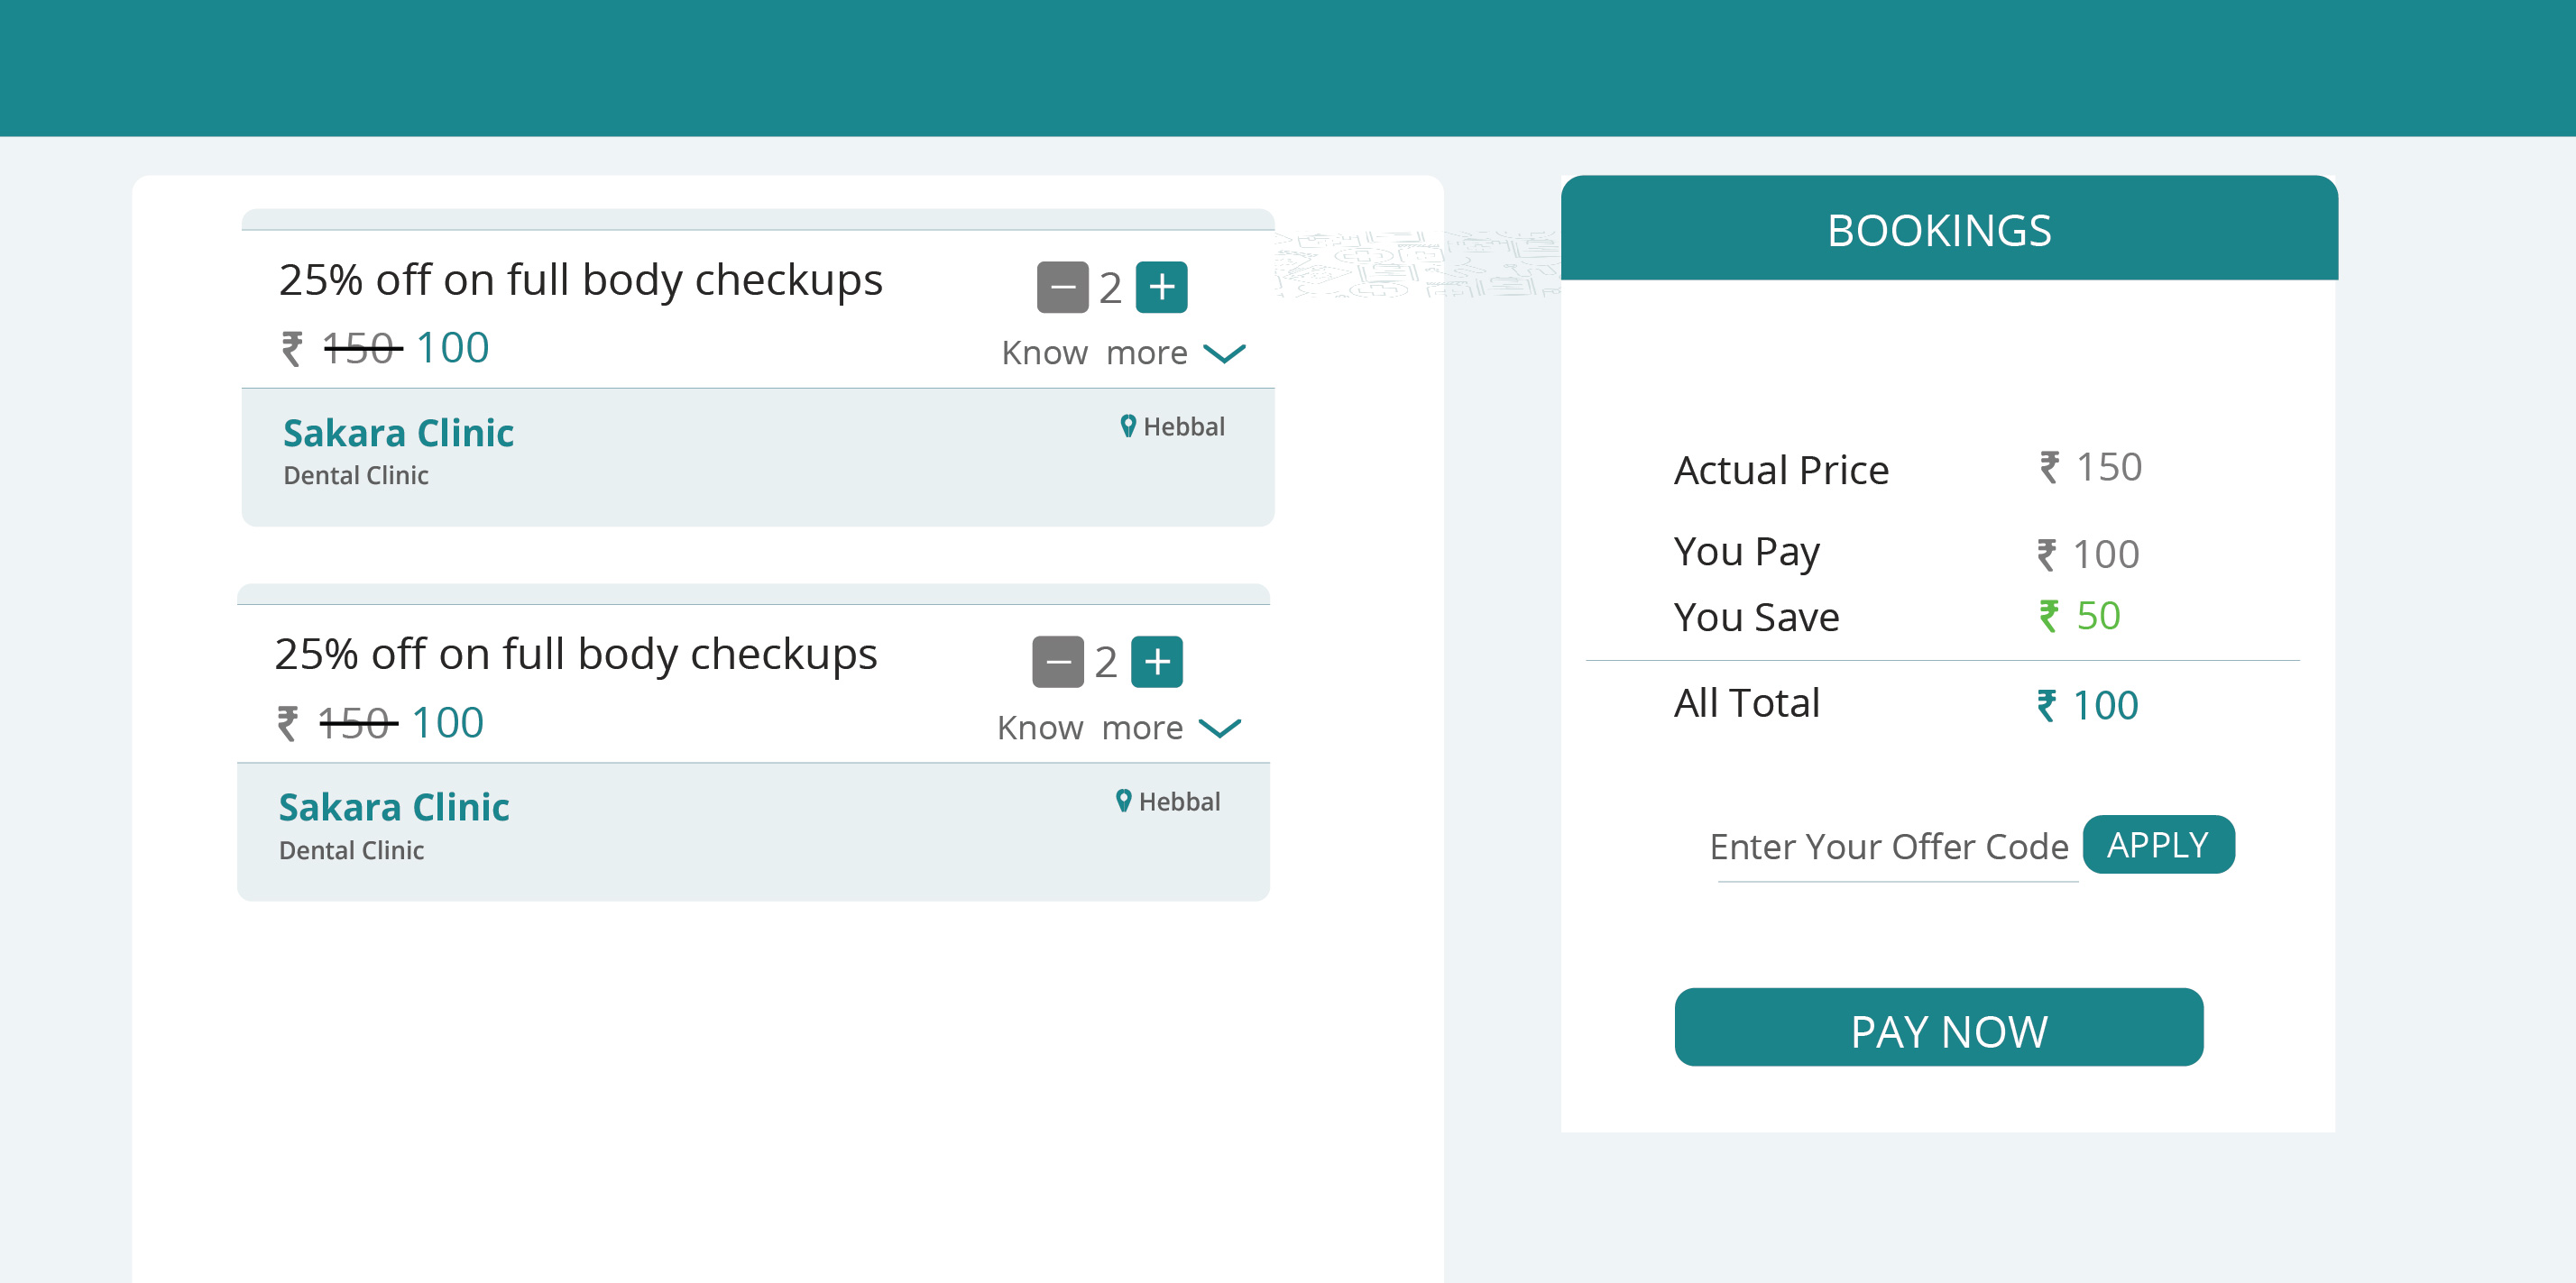 25% off on full body checkups
− 2 +
₹ 150 100
Know more
Sakara Clinic
Hebbal
Dental Clinic
25% off on full body checkups
− 2 +
₹ 150 100
Know more
Sakara Clinic
Hebbal
Dental Clinic
BOOKINGS
Actual Price ₹ 150
You Pay ₹ 100
You Save ₹ 50
All Total ₹ 100
Enter Your Offer Code APPLY
PAY NOW